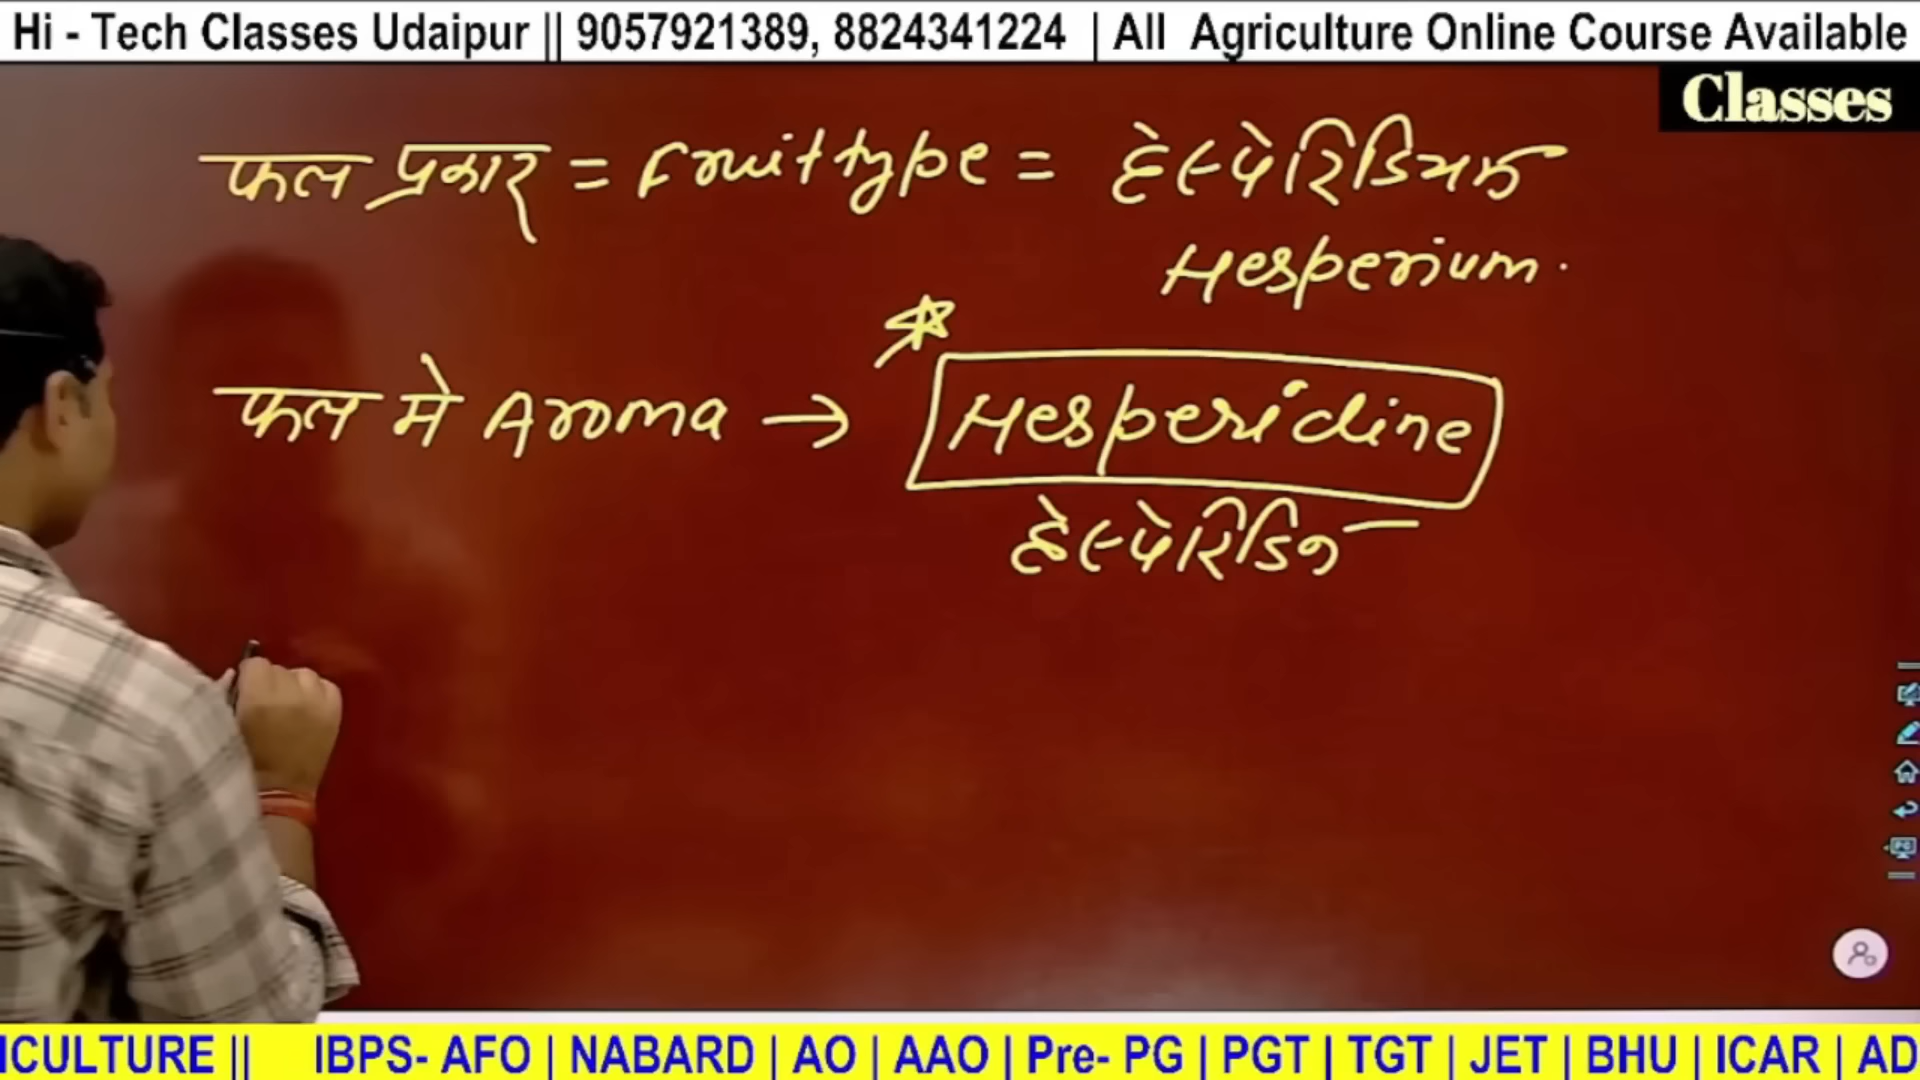 Hi - Tech Classes Udaipur || 9057921389, 8824341224 | All Agriculture Online Course Available
Classes
फल प्रकार = Fruit type = हेस्पेरिडियम
Hesperium.
फल मे Aroma → Hesperidine
हेस्पेरिडिन
ICULTURE || IBPS- AFO | NABARD | AO | AAO | Pre- PG | PGT | TGT | JET | BHU | ICAR | AD